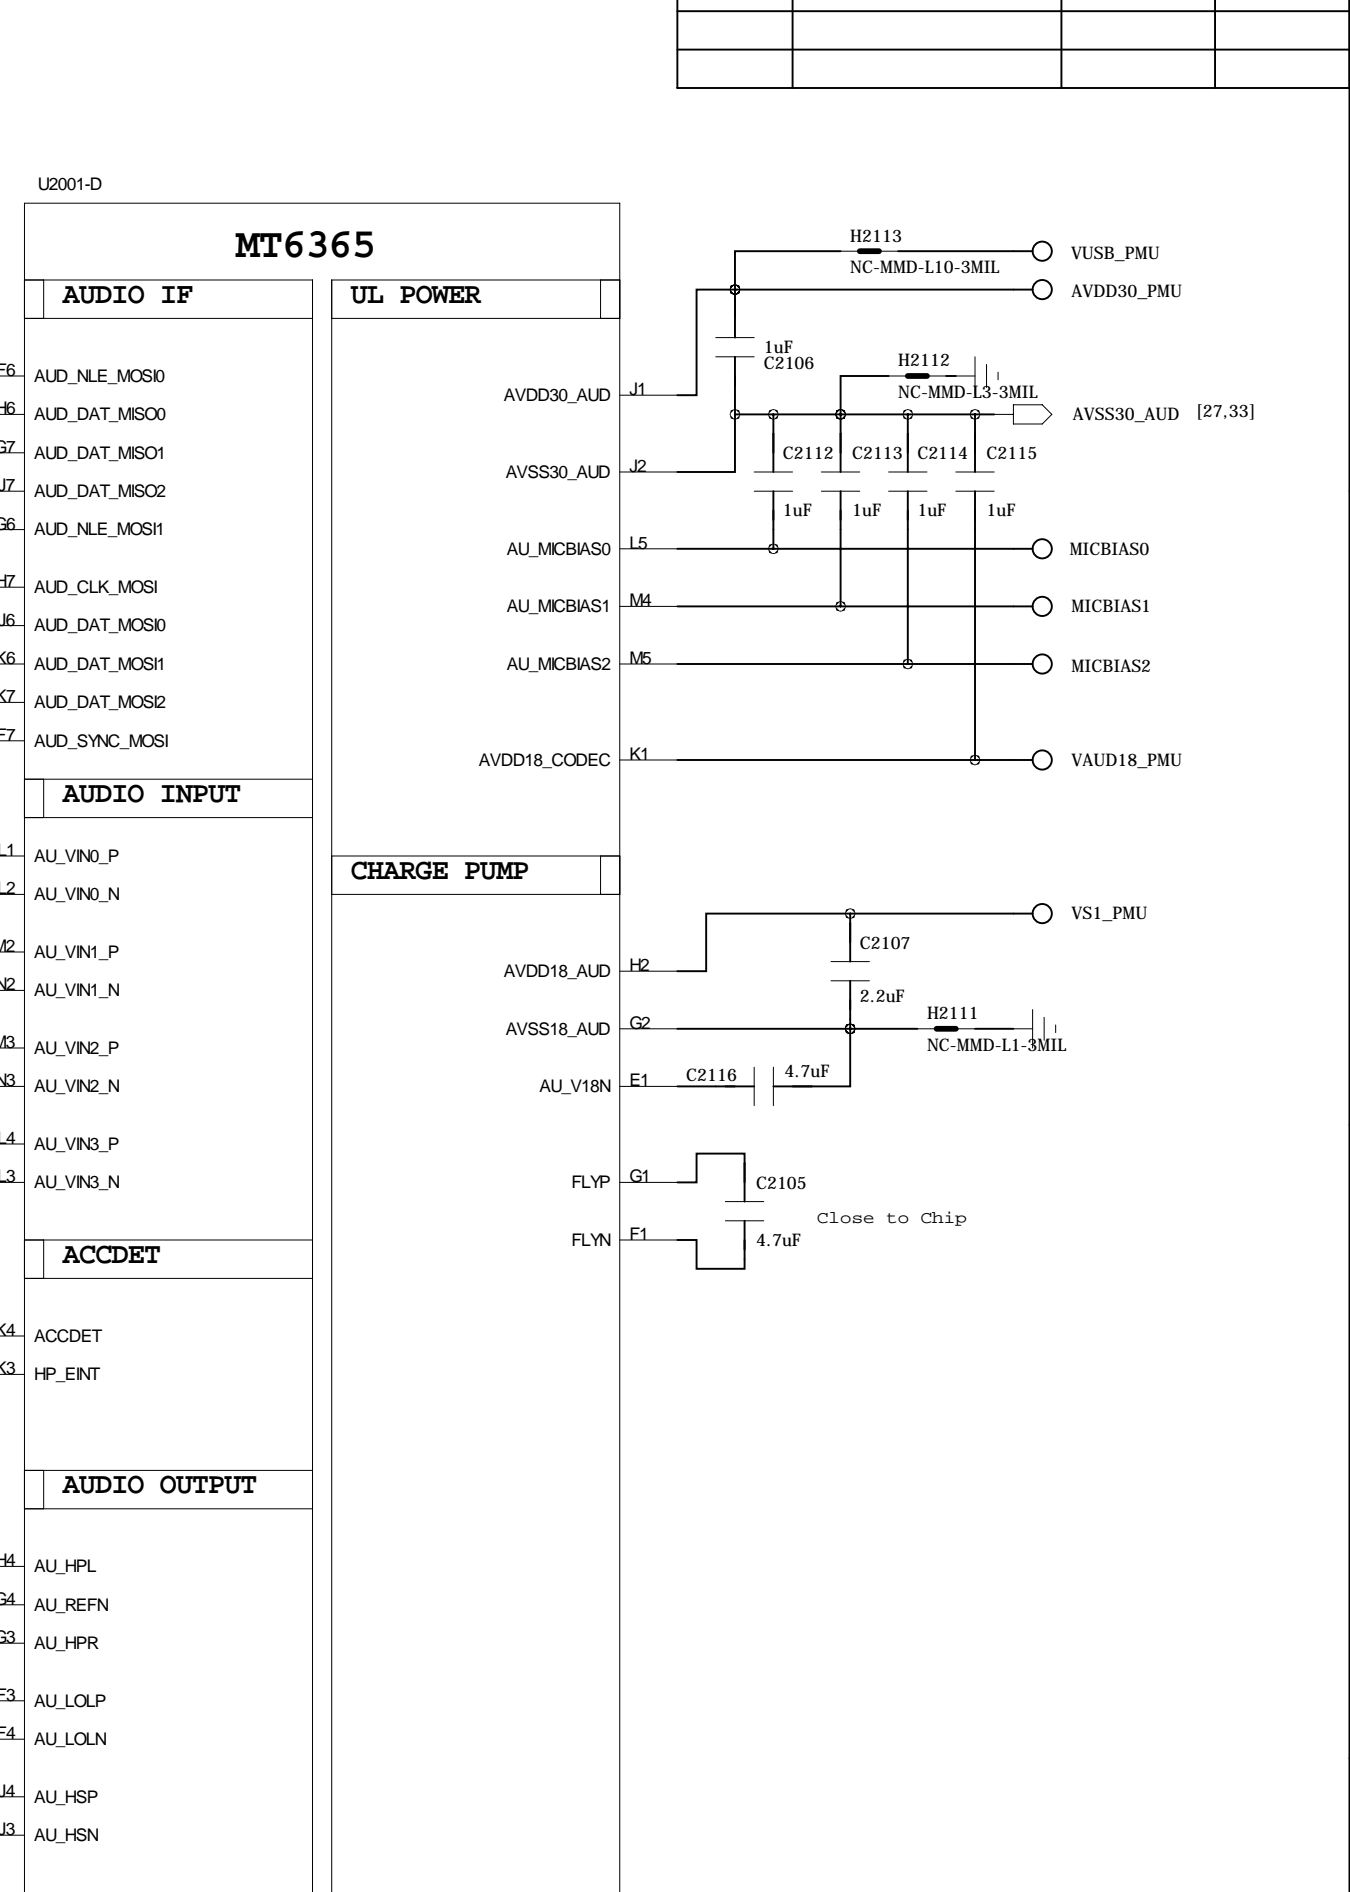 U2001-D
MT6365
AUDIO IF
UL POWER
AUD_NLE_MOSI0
AUD_DAT_MISO0
AUD_DAT_MISO1
J7 AUD_DAT_MISO2
AUD_NLE_MOSI1
AUD_CLK_MOSI
J6 AUD_DAT_MOSI0
K6 AUD_DAT_MOSI1
K7 AUD_DAT_MOSI2
AUD_SYNC_MOSI
AVDD30_AUD J1
AVSS30_AUD J2
AU_MICBIAS0 L5
AU_MICBIAS1 M4
AU_MICBIAS2 M5
AVDD18_CODEC K1
H2113
NC-MMD-L10-3MIL
VUSB_PMU
AVDD30_PMU
1uF
C2106
H2112
NC-MMD-L3-3MIL
AVSS30_AUD [27,33]
C2112 C2113 C2114 C2115
1uF 1uF 1uF 1uF
MICBIAS0
MICBIAS1
MICBIAS2
VAUD18_PMU
AUDIO INPUT
L1 AU_VIN0_P
L2 AU_VIN0_N
M2 AU_VIN1_P
N2 AU_VIN1_N
M3 AU_VIN2_P
N3 AU_VIN2_N
L4 AU_VIN3_P
L3 AU_VIN3_N
CHARGE PUMP
AVDD18_AUD H2
AVSS18_AUD G2
AU_V18N E1
FLYP G1
FLYN F1
VS1_PMU
C2107
2.2uF
H2111
NC-MMD-L1-3MIL
C2116 4.7uF
C2105
4.7uF
Close to Chip
ACCDET
K4 ACCDET
K3 HP_EINT
AUDIO OUTPUT
H4 AU_HPL
G4 AU_REFN
G3 AU_HPR
F3 AU_LOLP
F4 AU_LOLN
J4 AU_HSP
J3 AU_HSN